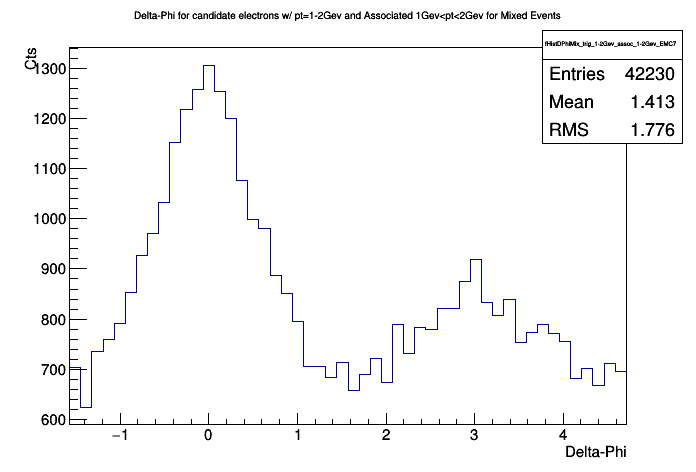 Delta-Phi for candidate electrons w/ pt=1-2Gev and Associated 1Gev<pt<2Gev for Mixed Events
Cts
fHistDPhiMix_trig_1-2Gev_assoc_1-2Gev_EMC7
Entries 42230
Mean 1.413
RMS 1.776
1300
1200
1100
1000
900
800
700
600
−1 0 1 2 3 4
Delta-Phi